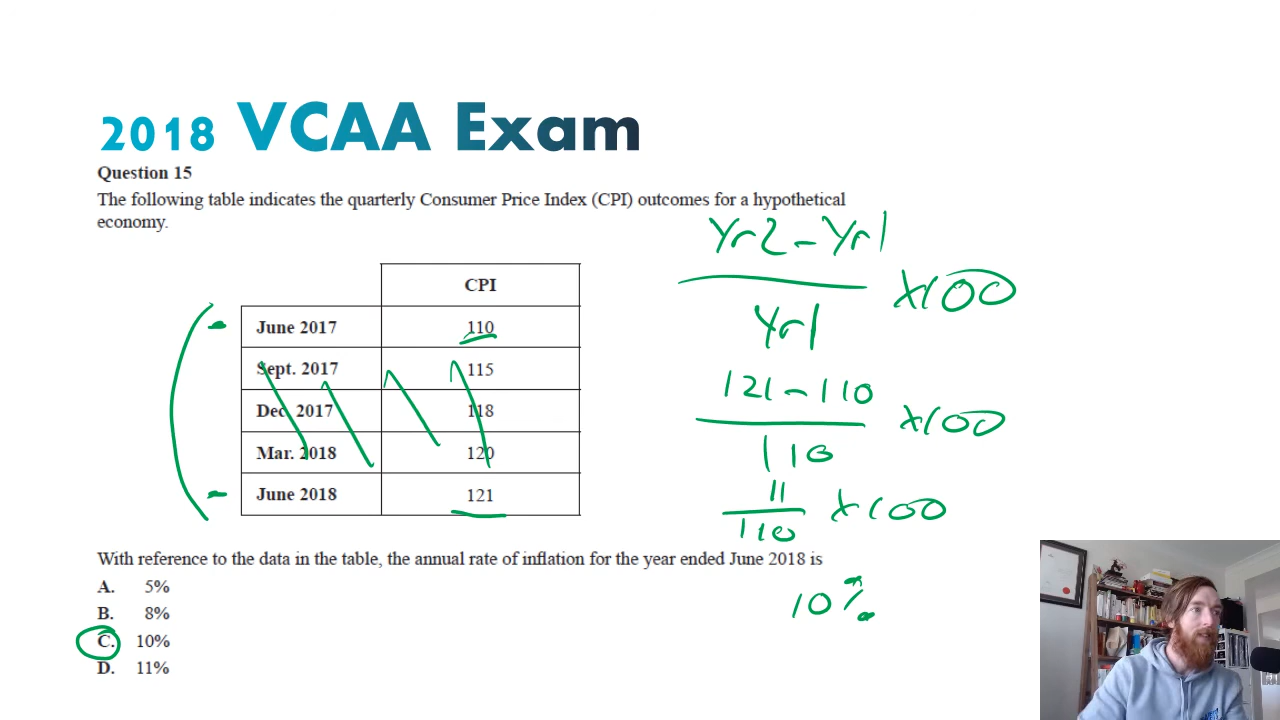 2018 VCAA Exam
Question 15
The following table indicates the quarterly Consumer Price Index (CPI) outcomes for a hypothetical
economy.
CPI
June 2017 110
Sept. 2017 115
Dec. 2017 118
Mar. 2018 120
June 2018 121
With reference to the data in the table, the annual rate of inflation for the year ended June 2018 is
A. 5%
B. 8%
C. 10%
D. 11%
Yr2 - Yr1
Yr1
×100
121 - 110
110
×100
11
110
×100
10%